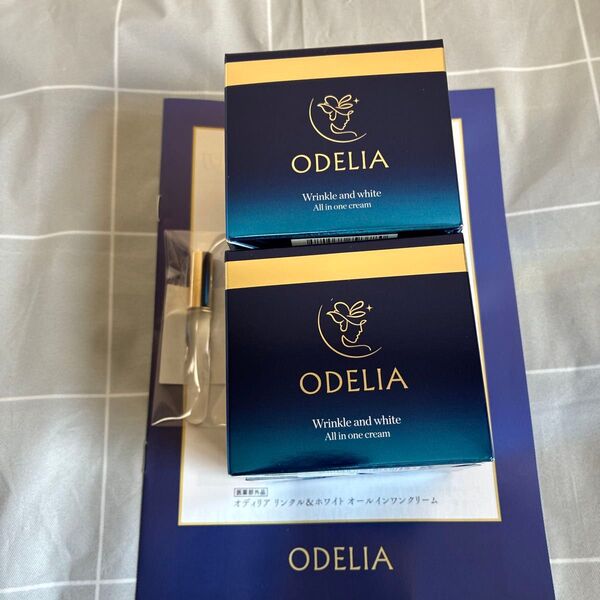 ODELIA
Wrinkle and white
All in one cream
ODELIA
Wrinkle and white
All in one cream
医薬部外品
オディリア リンクル&ホワイト オールインワンクリーム
ODELIA